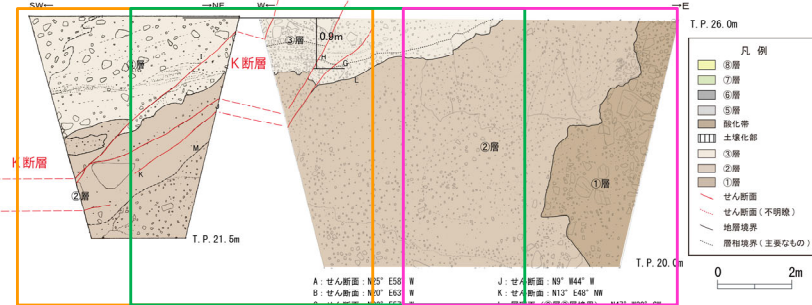 SW← →NE W← →E
T.P. 26.0m
③層
③層
0.9m
H
G
L
K断層
M
K
K断層
②層
②層
①層
T.P. 21.5m
T.P. 20.0m
凡例
⑧層
⑦層
⑥層
⑤層
酸化帯
土壌化部
③層
②層
①層
せん断面
せん断面(不明瞭)
地層境界
層相境界(主要なもの)
0 2m
A:せん断面:N25°E58°W
B:せん断面:N20°E63°W
J:せん断面:N9°W44°W
K:せん断面:N13°E48°NW